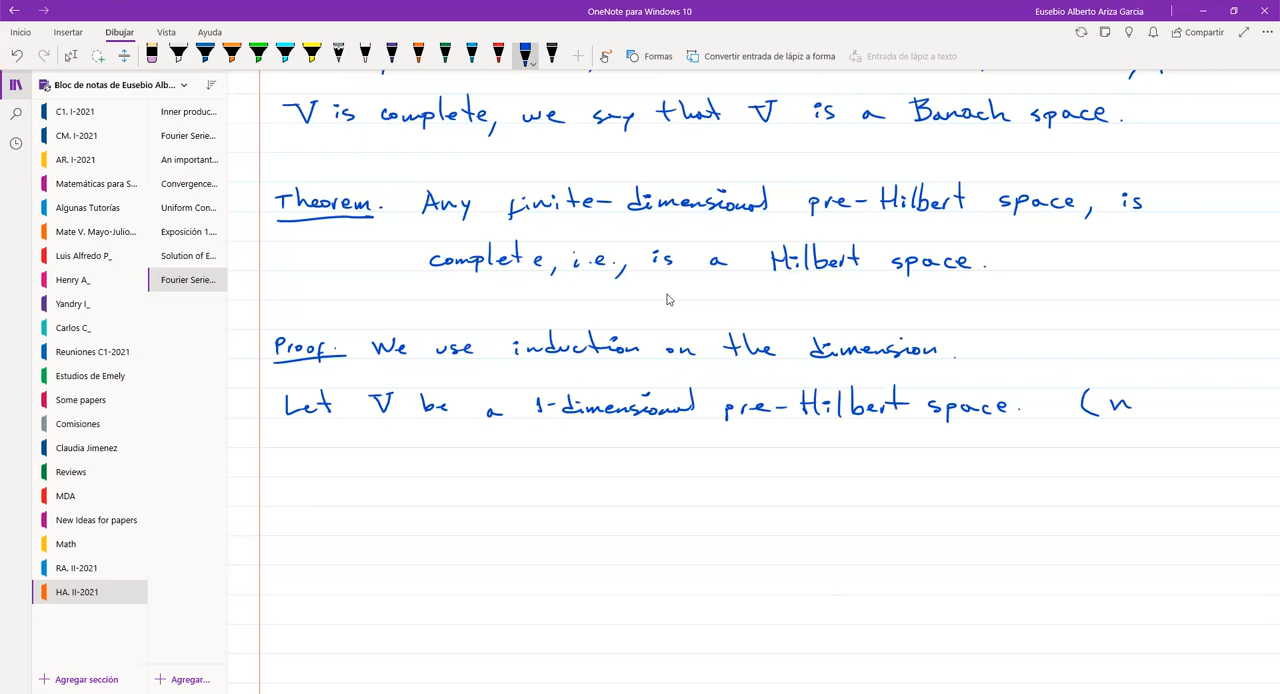 OneNote para Windows 10
Eusebio Alberto Ariza Garcia
Inicio
Insertar
Dibujar
Vista
Ayuda
Compartir
Formas
Convertir entrada de lápiz a forma
Entrada de lápiz a texto
Bloc de notas de Eusebio Alb...
C1. I-2021
CM. I-2021
AR. I-2021
Matemáticas para S...
Algunas Tutorías
Mate V. Mayo-Julio...
Luis Alfredo P_
Henry A_
Yandry I_
Carlos C_
Reuniones C1-2021
Estudios de Emely
Some papers
Comisiones
Claudia Jimenez
Reviews
MDA
New Ideas for papers
Math
RA. II-2021
HA. II-2021
Agregar sección
Inner produc...
Fourier Serie...
An important...
Convergence...
Uniform Con...
Exposición 1....
Solution of E...
Fourier Serie...
Agregar...
V is complete, we say that V is a Banach space.
Theorem. Any finite-dimensional pre-Hilbert space, is
complete, i.e., is a Hilbert space.
Proof. We use induction on the dimension.
Let V be a 1-dimensional pre-Hilbert space. (n